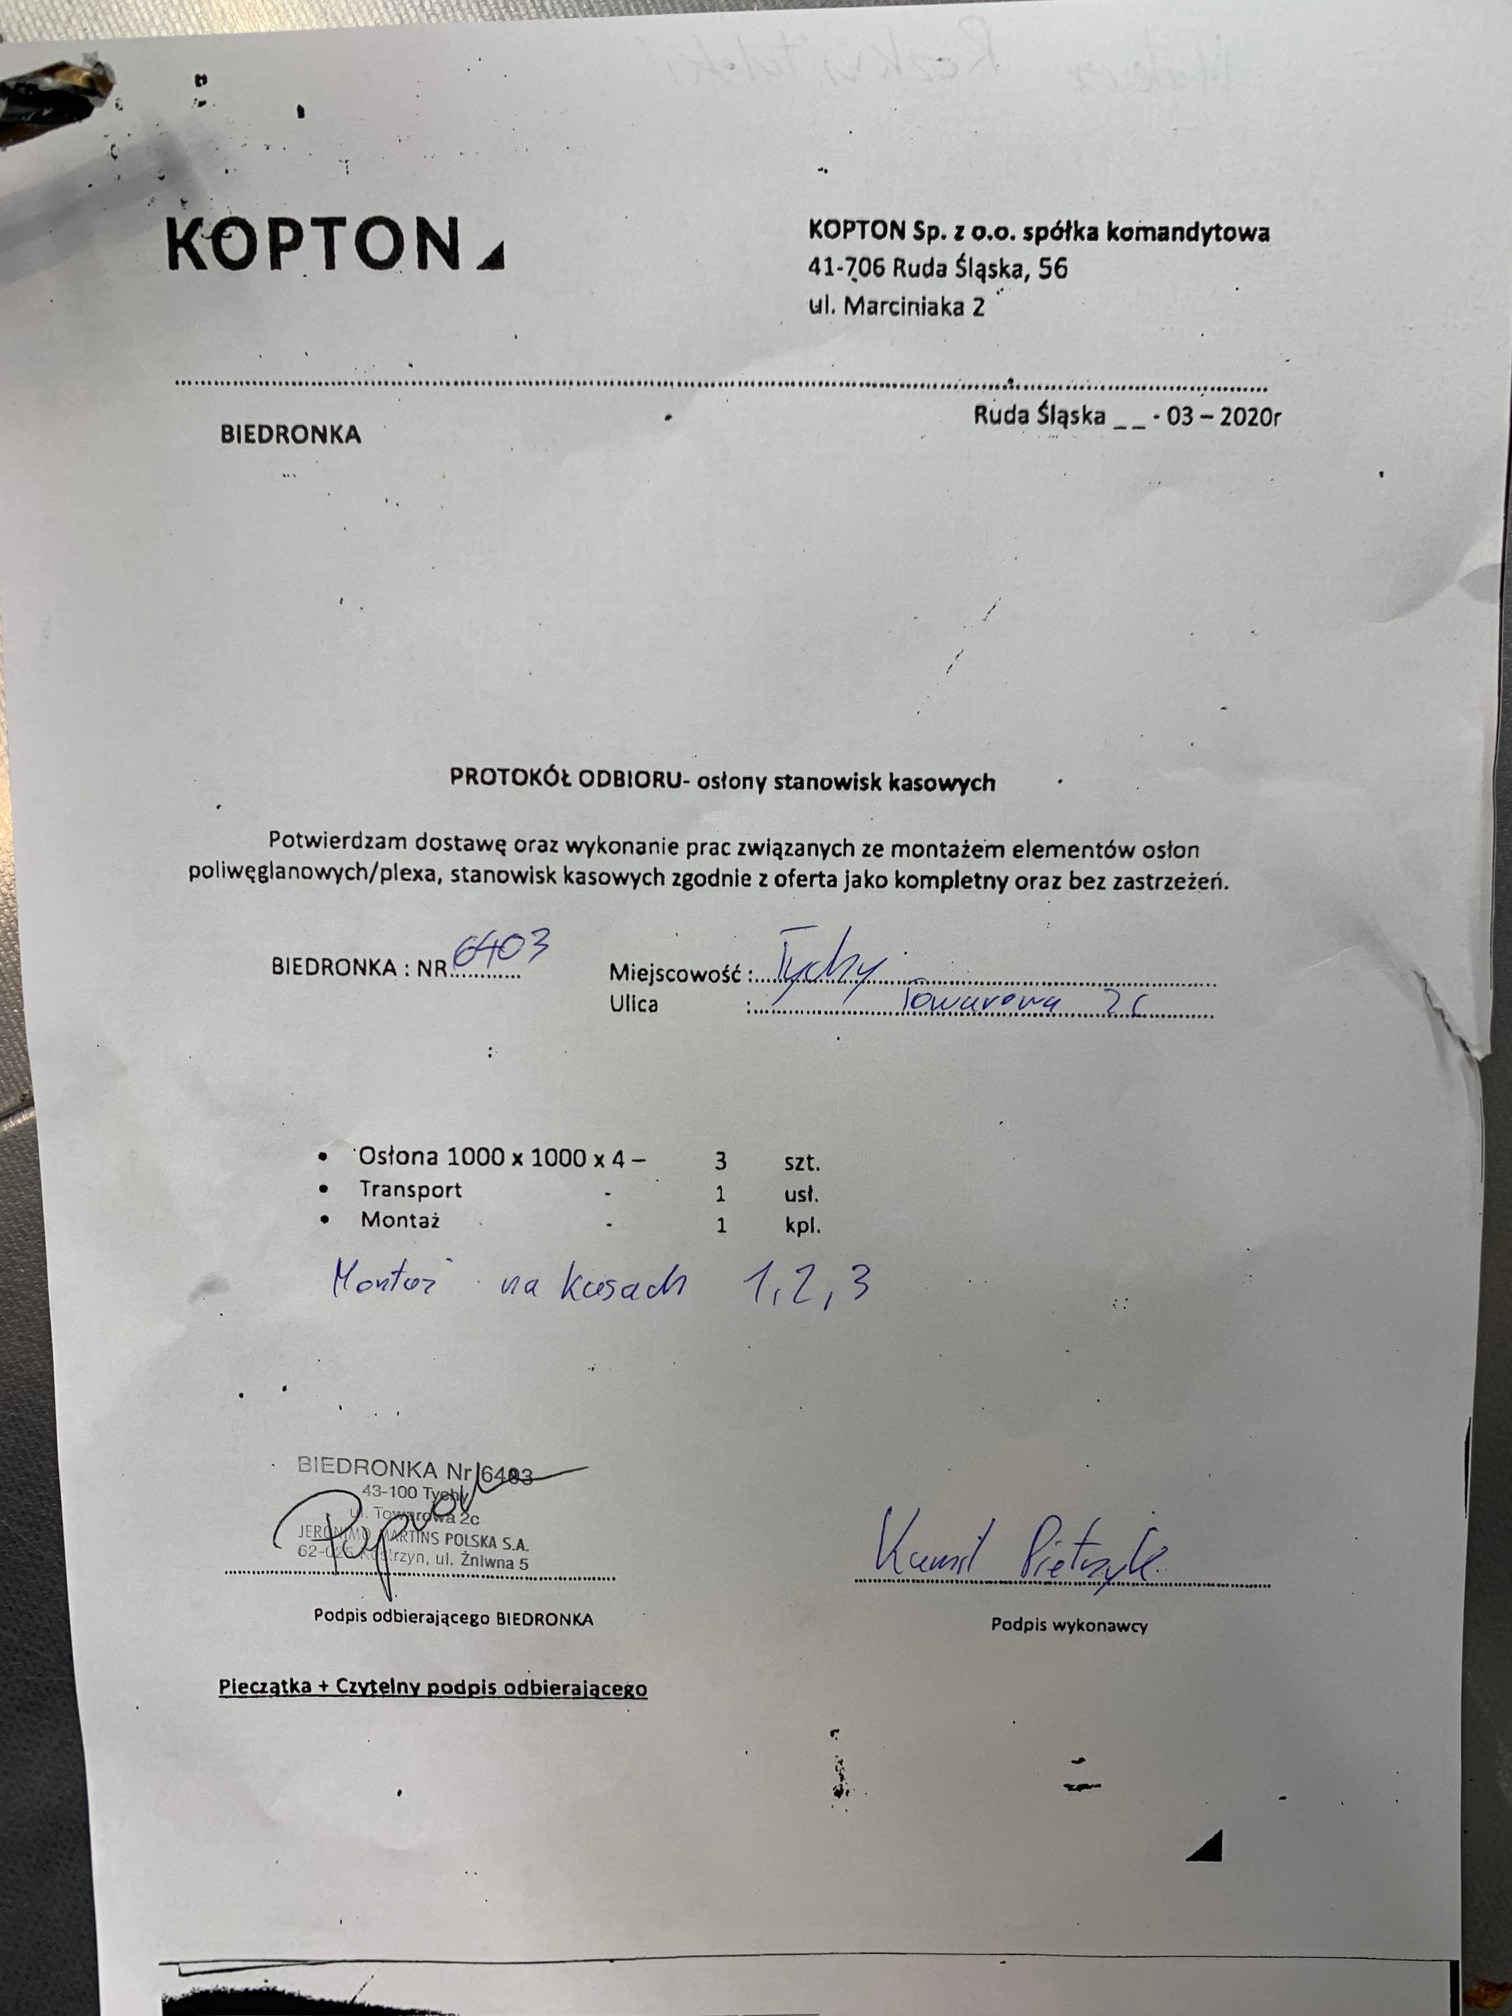 KOPTON
KOPTON Sp. z o.o. spółka komandytowa
41-706 Ruda Śląska, 56
ul. Marciniaka 2
BIEDRONKA
Ruda Śląska _ _ - 03 – 2020r
PROTOKÓŁ ODBIORU- osłony stanowisk kasowych
Potwierdzam dostawę oraz wykonanie prac związanych ze montażem elementów osłon
poliwęglanowych/plexa, stanowisk kasowych zgodnie z oferta jako kompletny oraz bez zastrzeżeń.
BIEDRONKA : NR 6403
Miejscowość : Tychy
Ulica : Towarowa 2c
• Osłona 1000 x 1000 x 4 – 3 szt.
• Transport - 1 usł.
• Montaż - 1 kpl.
Montaż na kasach 1, 2, 3
BIEDRONKA Nr 6403
43-100 Tychy
ul. Towarowa 2c
JERONIMO MARTINS POLSKA S.A.
62-025 Kostrzyn, ul. Żniwna 5
Kamil Pietrzyk
Podpis odbierającego BIEDRONKA
Podpis wykonawcy
Pieczątka + Czytelny podpis odbierającego